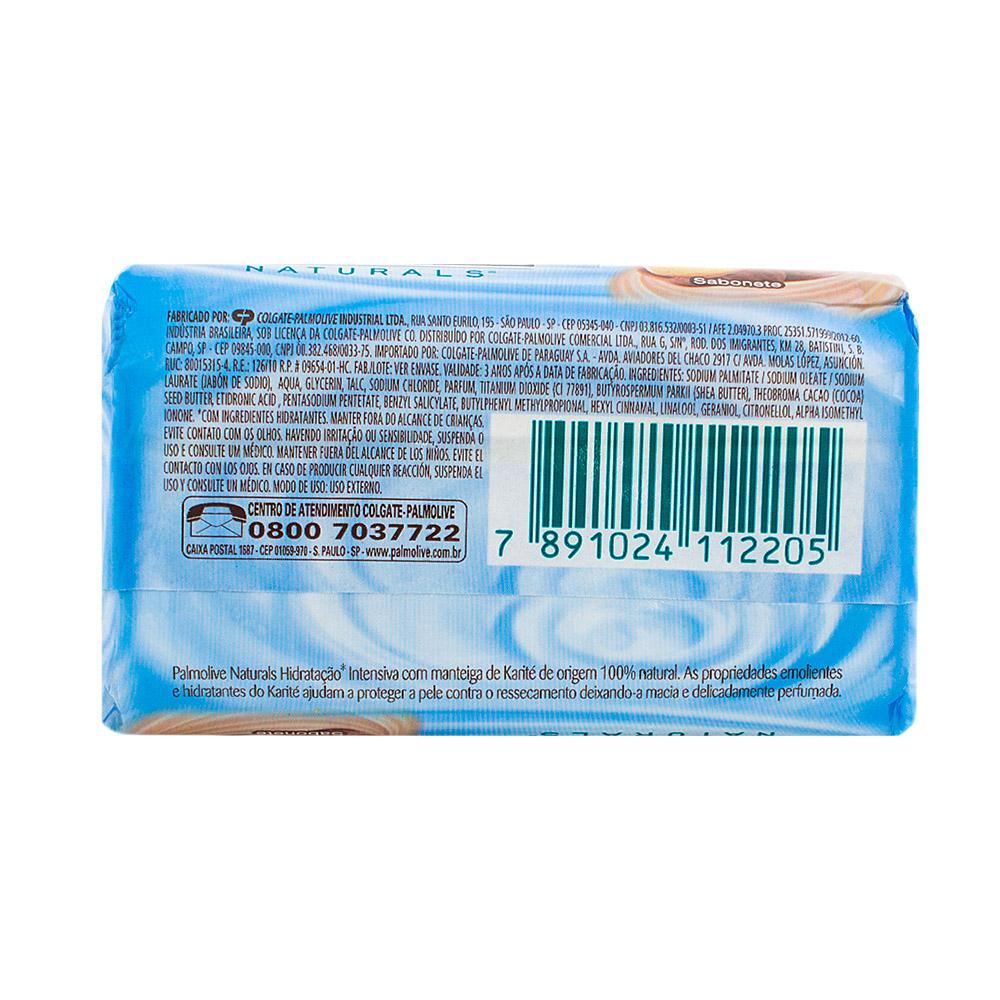 NATURALS
Sabonete
FABRICADO POR: CP COLGATE-PALMOLIVE INDUSTRIAL LTDA., RUA SANTO EURILO, 195 - SÃO PAULO - SP - CEP 05345-040 - CNPJ 03.816.532/0003-51 / AFE 2.04970.3 PROC 25351.571999/2012-60.
INDÚSTRIA BRASILEIRA, SOB LICENÇA DA COLGATE-PALMOLIVE CO. DISTRIBUÍDO POR COLGATE-PALMOLIVE COMERCIAL LTDA., RUA G, S/Nº, ROD. DOS IMIGRANTES, KM 28, BATISTINI, S. B.
CAMPO, SP - CEP 09845-000, CNPJ 00.382.468/0033-75. IMPORTADO POR: COLGATE-PALMOLIVE DE PARAGUAY S.A. - AVDA. AVIADORES DEL CHACO 2917 C/ AVDA. MOLAS LÓPEZ, ASUNCIÓN.
RUC: 80015315-4. R.E.: 126/10 R.P. # 09654-01-HC. FAB./LOTE: VER ENVASE. VALIDADE: 3 ANOS APÓS A DATA DE FABRICAÇÃO. INGREDIENTES: SODIUM PALMITATE / SODIUM OLEATE / SODIUM
LAURATE (JABÓN DE SODIO), AQUA, GLYCERIN, TALC, SODIUM CHLORIDE, PARFUM, TITANIUM DIOXIDE (CI 77891), BUTYROSPERMUM PARKII (SHEA BUTTER), THEOBROMA CACAO (COCOA)
SEED BUTTER, ETIDRONIC ACID, PENTASODIUM PENTETATE, BENZYL SALICYLATE, BUTYLPHENYL METHYLPROPIONAL, HEXYL CINNAMAL, LINALOOL, GERANIOL, CITRONELLOL, ALPHA ISOMETHYL
IONONE. *COM INGREDIENTES HIDRATANTES. MANTER FORA DO ALCANCE DE CRIANÇAS.
EVITE CONTATO COM OS OLHOS. HAVENDO IRRITAÇÃO OU SENSIBILIDADE, SUSPENDA O
USO E CONSULTE UM MÉDICO. MANTENER FUERA DEL ALCANCE DE LOS NIÑOS. EVITE EL
CONTACTO CON LOS OJOS. EN CASO DE PRODUCIR CUALQUIER REACCIÓN, SUSPENDA EL
USO Y CONSULTE UN MÉDICO. MODO DE USO: USO EXTERNO.
CENTRO DE ATENDIMENTO COLGATE-PALMOLIVE
0800 7037722
CAIXA POSTAL 1687 - CEP 01059-970 - S. PAULO - SP - www.palmolive.com.br
7 891024 112205
Palmolive Naturals Hidratação* Intensiva com manteiga de Karité de origem 100% natural. As propriedades emolientes
e hidratantes do Karité ajudam a proteger a pele contra o ressecamento deixando-a macia e delicadamente perfumada.
Sabonete
NATURALS